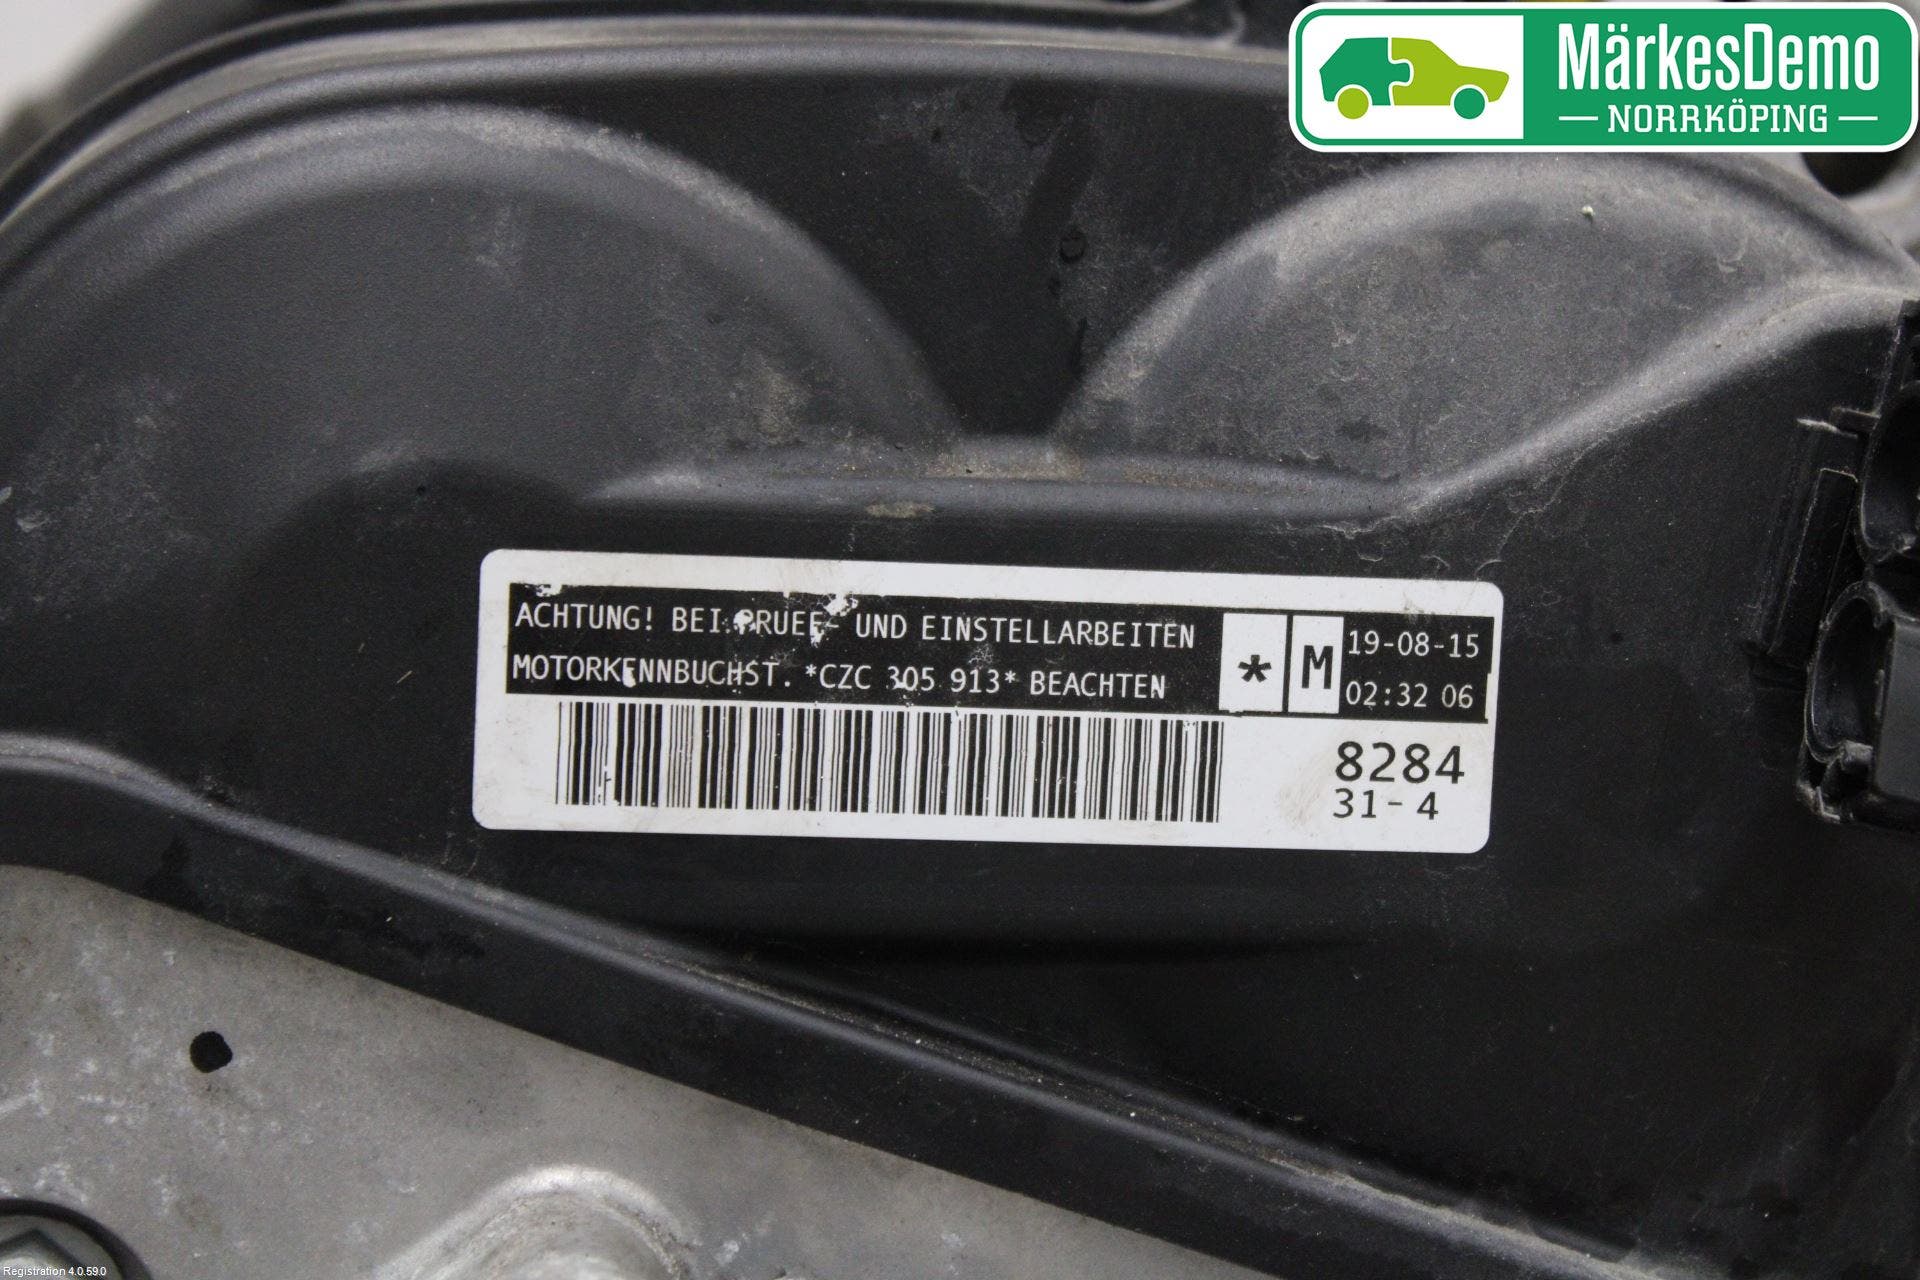 MärkesDemo
NORRKÖPING
ACHTUNG! BEI PRUEF- UND EINSTELLARBEITEN
MOTORKENNBUCHST. *CZC 305 913* BEACHTEN
* M
19-08-15
02:32 06
8284
31-4
Registration 4.0.59.0